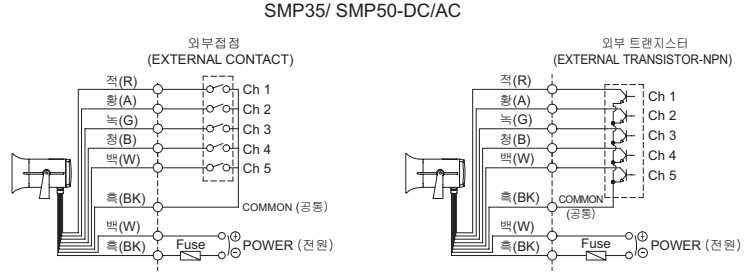 SMP35/ SMP50-DC/AC
외부접점
(EXTERNAL CONTACT)
적(R)
Ch 1
황(A)
Ch 2
녹(G)
Ch 3
청(B)
Ch 4
백(W)
Ch 5
흑(BK)
COMMON (공통)
백(W)
흑(BK)
Fuse
POWER (전원)
외부 트랜지스터
(EXTERNAL TRANSISTOR-NPN)
적(R)
Ch 1
황(A)
Ch 2
녹(G)
Ch 3
청(B)
Ch 4
백(W)
Ch 5
흑(BK)
COMMON
(공통)
백(W)
흑(BK)
Fuse
POWER (전원)